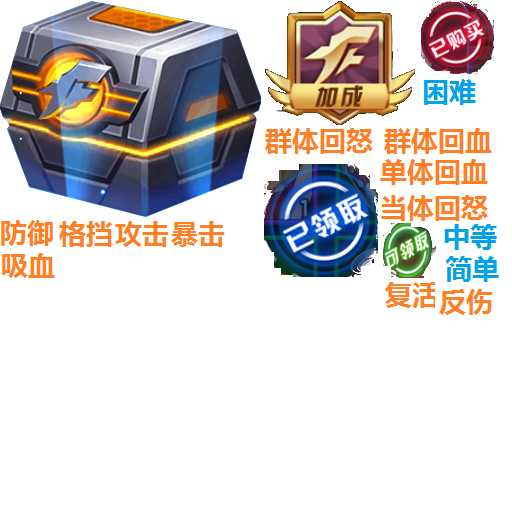 加成
已购买
困难
群体回怒 群体回血
单体回血
已领取
当体回怒
可领取
中等
简单
防御 格挡 攻击 暴击
吸血
复活 反伤